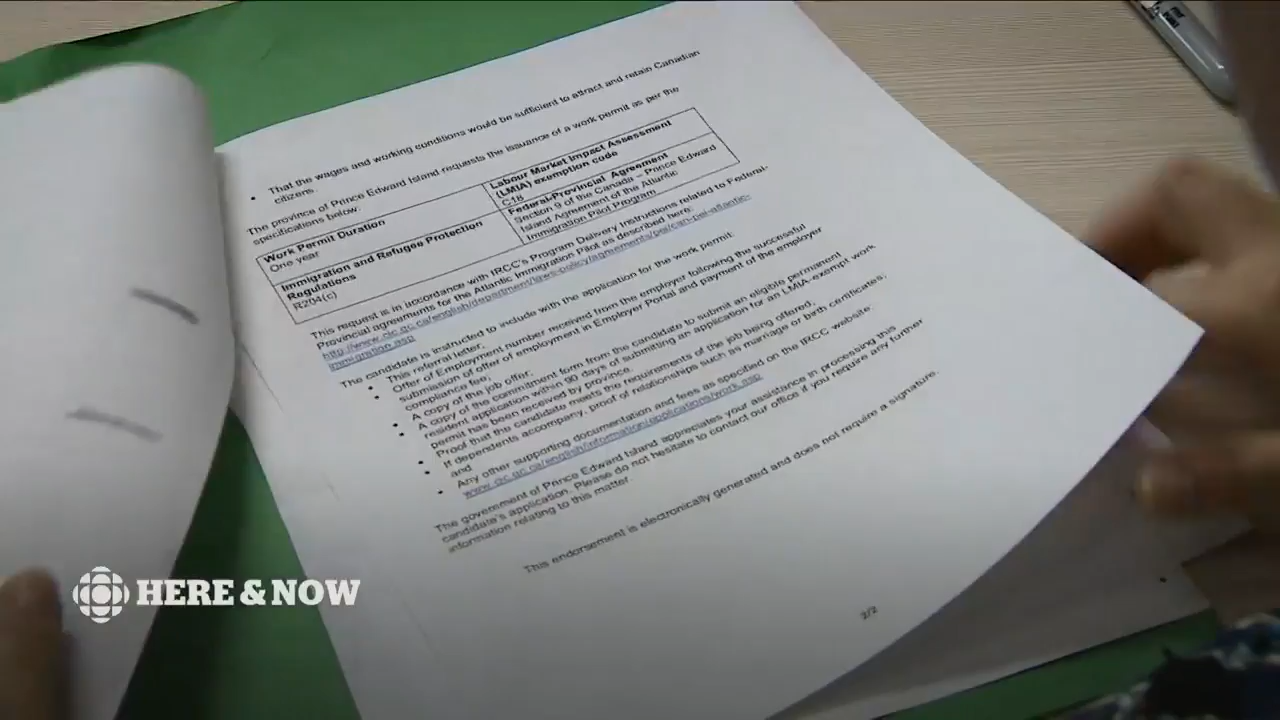 • That the wages and working conditions would be sufficient to attract and retain Canadian
citizens.
The province of Prince Edward Island requests the issuance of a work permit as per the
specifications below.
Work Permit Duration
One year
Labour Market Impact Assessment
(LMIA) exemption code
C18
Immigration and Refugee Protection
Regulations
R204(c)
Federal-Provincial Agreement
Section 9 of the Canada – Prince Edward
Island Agreement of the Atlantic
Immigration Pilot Program
This request is in accordance with IRCC's Program Delivery Instructions related to Federal-
Provincial agreements for the Atlantic Immigration Pilot as described here:
http://www.cic.gc.ca/english/department/laws-policy/agreements/pei/can-pei-atlantic-
immigration.asp
The candidate is instructed to include with the application for the work permit:
• This referral letter;
• Offer of Employment number received from the employer following the successful
submission of offer of employment in Employer Portal and payment of the employer
compliance fee;
• A copy of the job offer;
• A copy of the commitment form from the candidate to submit an eligible permanent
resident application within 90 days of submitting an application for an LMIA-exempt work
permit has been received by province.
• Proof that the candidate meets the requirements of the job being offered;
• If dependents accompany, proof of relationships such as marriage or birth certificates;
and
• Any other supporting documentation and fees as specified on the IRCC website:
www.cic.gc.ca/english/information/applications/work.asp
The government of Prince Edward Island appreciates your assistance in processing this
candidate's application. Please do not hesitate to contact our office if you require any further
information relating to this matter.
This endorsement is electronically generated and does not require a signature.
2/2
HERE & NOW